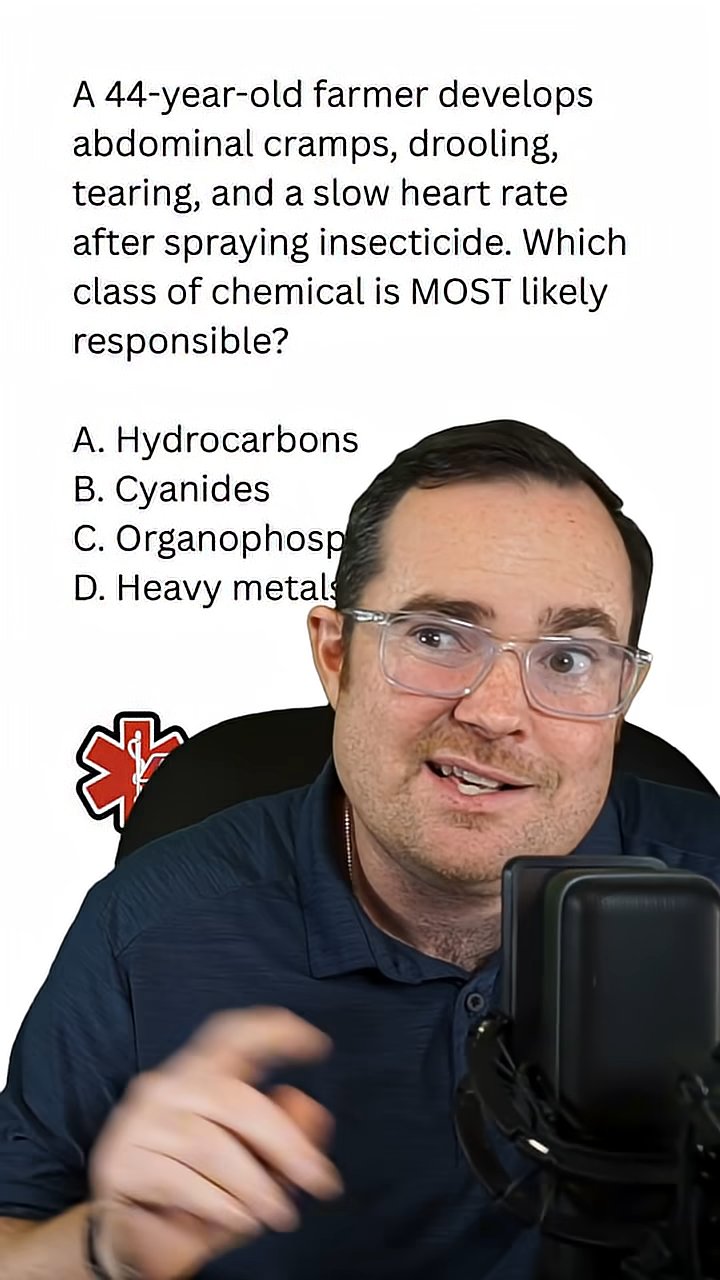 A 44-year-old farmer develops
abdominal cramps, drooling,
tearing, and a slow heart rate
after spraying insecticide. Which
class of chemical is MOST likely
responsible?
A. Hydrocarbons
B. Cyanides
C. Organophosp
D. Heavy metals